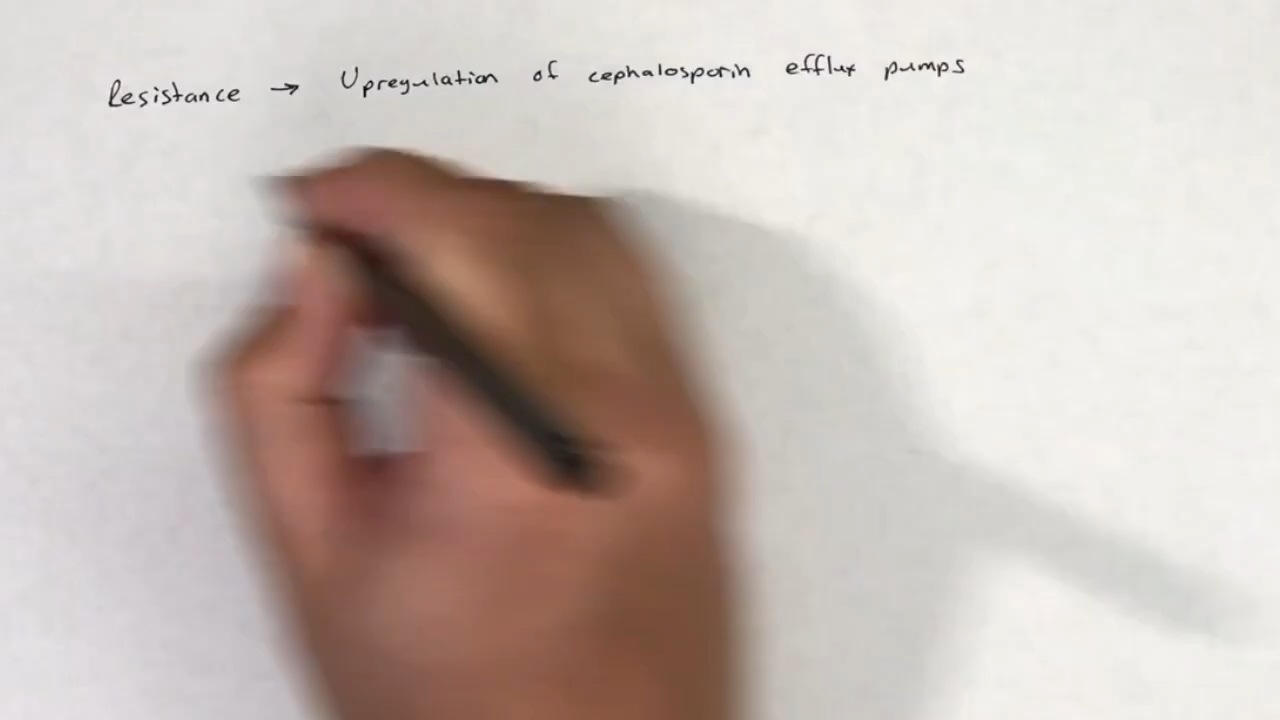 Resistance → Upregulation of cephalosporin efflux pumps